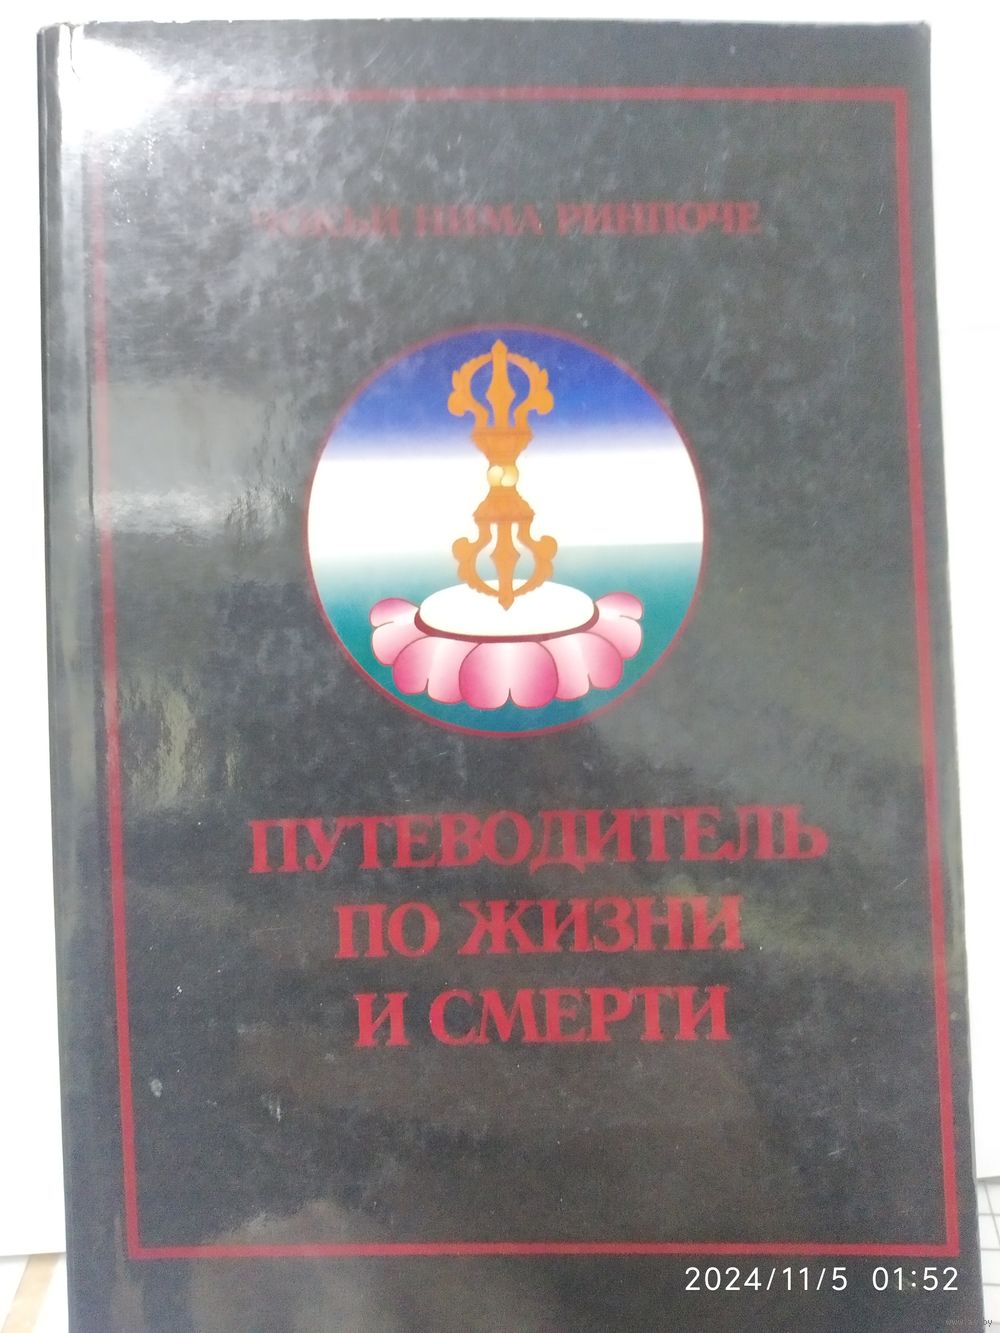 ЧОКЬИ НИМА РИНПОЧЕ
ПУТЕВОДИТЕЛЬ
ПО ЖИЗНИ
И СМЕРТИ
2024/11/5 01:52